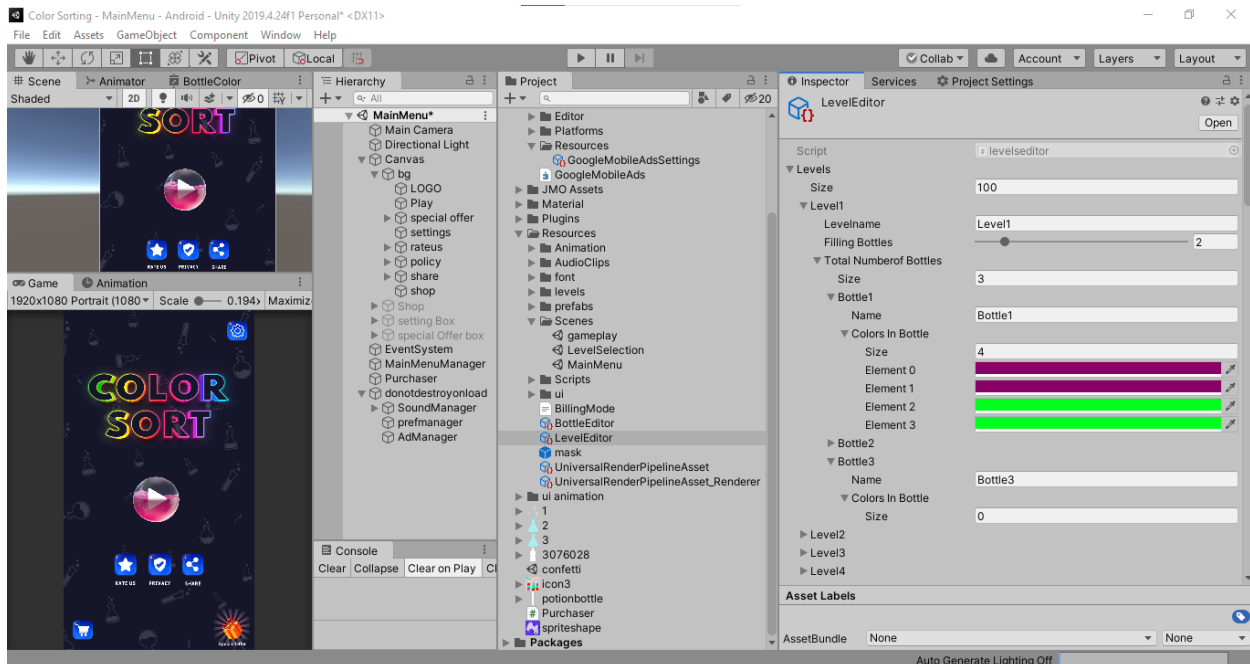 Color Sorting - MainMenu - Android - Unity 2019.4.24f1 Personal* <DX11>
File Edit Assets GameObject Component Window Help
Pivot Local Collab Account Layers Layout
Scene Animator BottleColor
Shaded 2D 0
SORT
RATE US PRIVACY SHARE
Game Animation
1920x1080 Portrait (1080 Scale 0.194x Maximiz
COLOR
SORT
RATE US PRIVACY SHARE
Hierarchy
All
MainMenu*
Main Camera
Directional Light
Canvas
bg
LOGO
Play
special offer
settings
rateus
policy
share
shop
Shop
setting Box
special Offer box
EventSystem
MainMenuManager
Purchaser
donotdestroyonload
SoundManager
prefmanager
AdManager
Console
Clear Collapse Clear on Play
Project
20
Editor
Platforms
Resources
GoogleMobileAdsSettings
GoogleMobileAds
JMO Assets
Material
Plugins
Resources
Animation
AudioClips
font
levels
prefabs
Scenes
gameplay
LevelSelection
MainMenu
Scripts
ui
BillingMode
BottleEditor
LevelEditor
mask
UniversalRenderPipelineAsset
UniversalRenderPipelineAsset_Renderer
ui animation
1
2
3
3076028
confetti
icon3
potionbottle
Purchaser
spriteshape
Packages
Inspector Services Project Settings
LevelEditor
Open
Script levelseditor
Levels
Size 100
Level1
Levelname Level1
Filling Bottles 2
Total Numberof Bottles
Size 3
Bottle1
Name Bottle1
Colors In Bottle
Size 4
Element 0
Element 1
Element 2
Element 3
Bottle2
Bottle3
Name Bottle3
Colors In Bottle
Size 0
Level2
Level3
Level4
Asset Labels
AssetBundle None None
Auto Generate Lighting Off